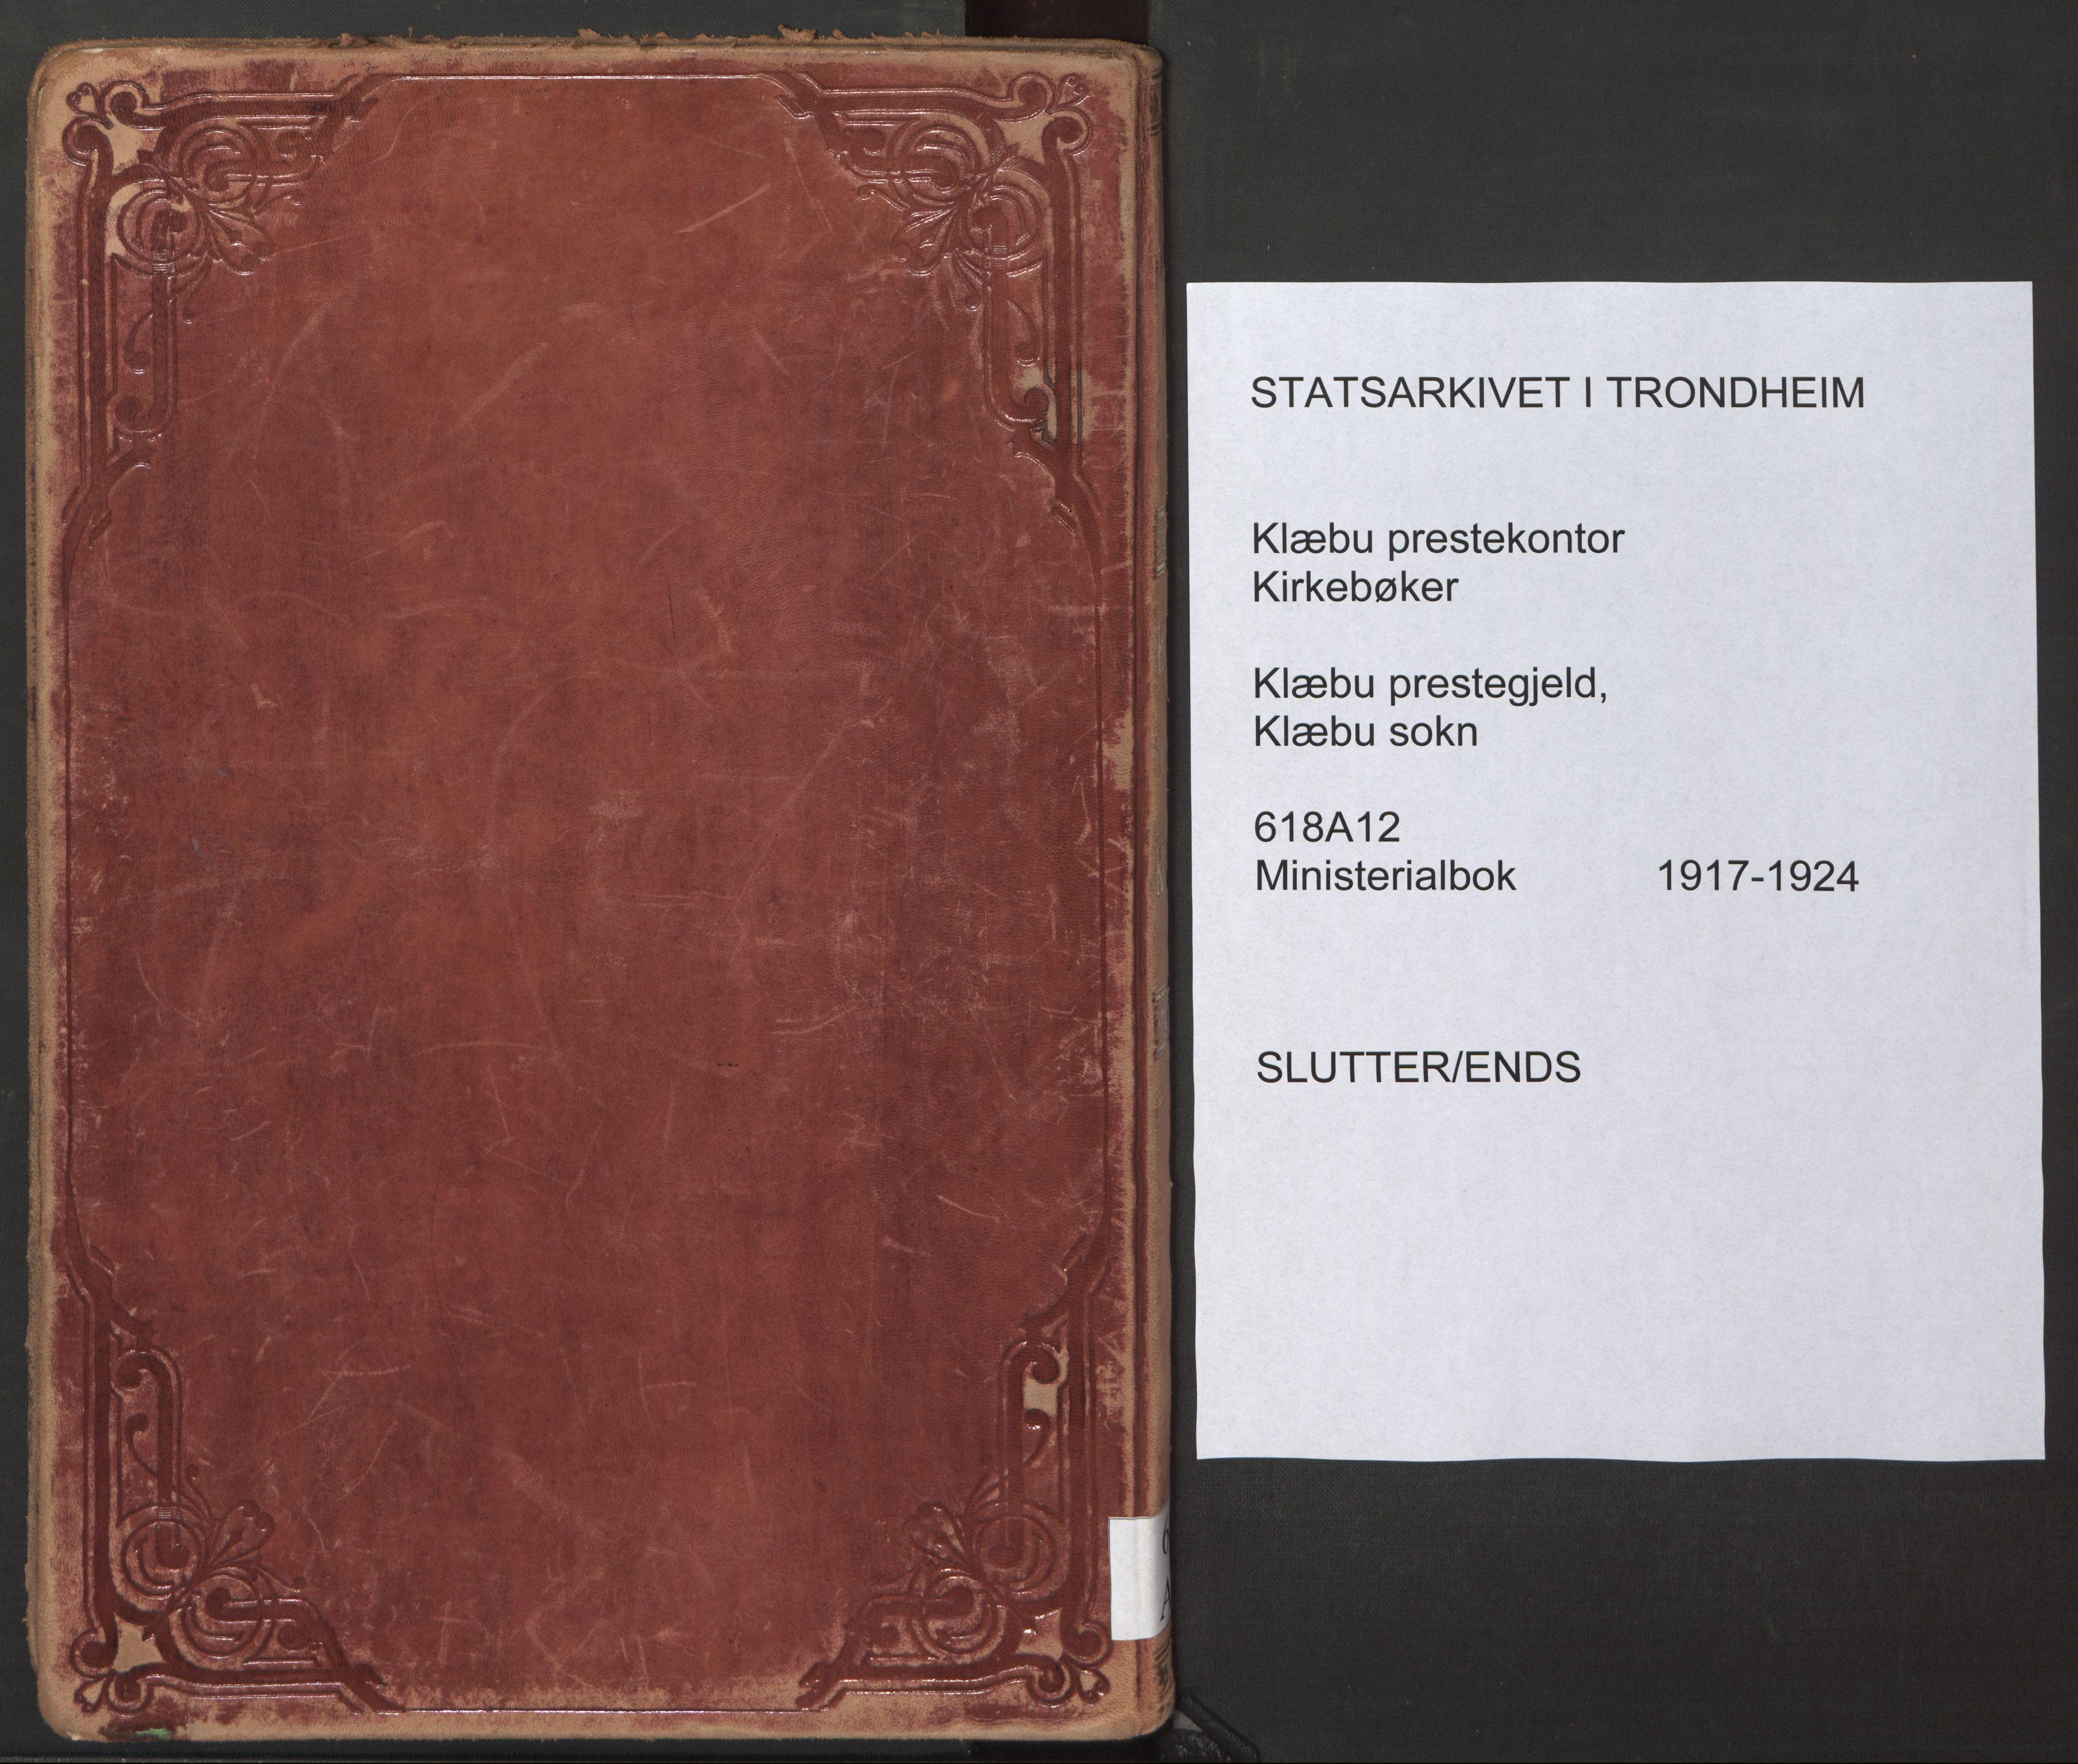 STATSARKIVET I TRONDHEIM
Klæbu prestekontor
Kirkebøker
Klæbu prestegjeld,
Klæbu sokn
618A12
Ministerialbok 1917-1924
SLUTTER/ENDS